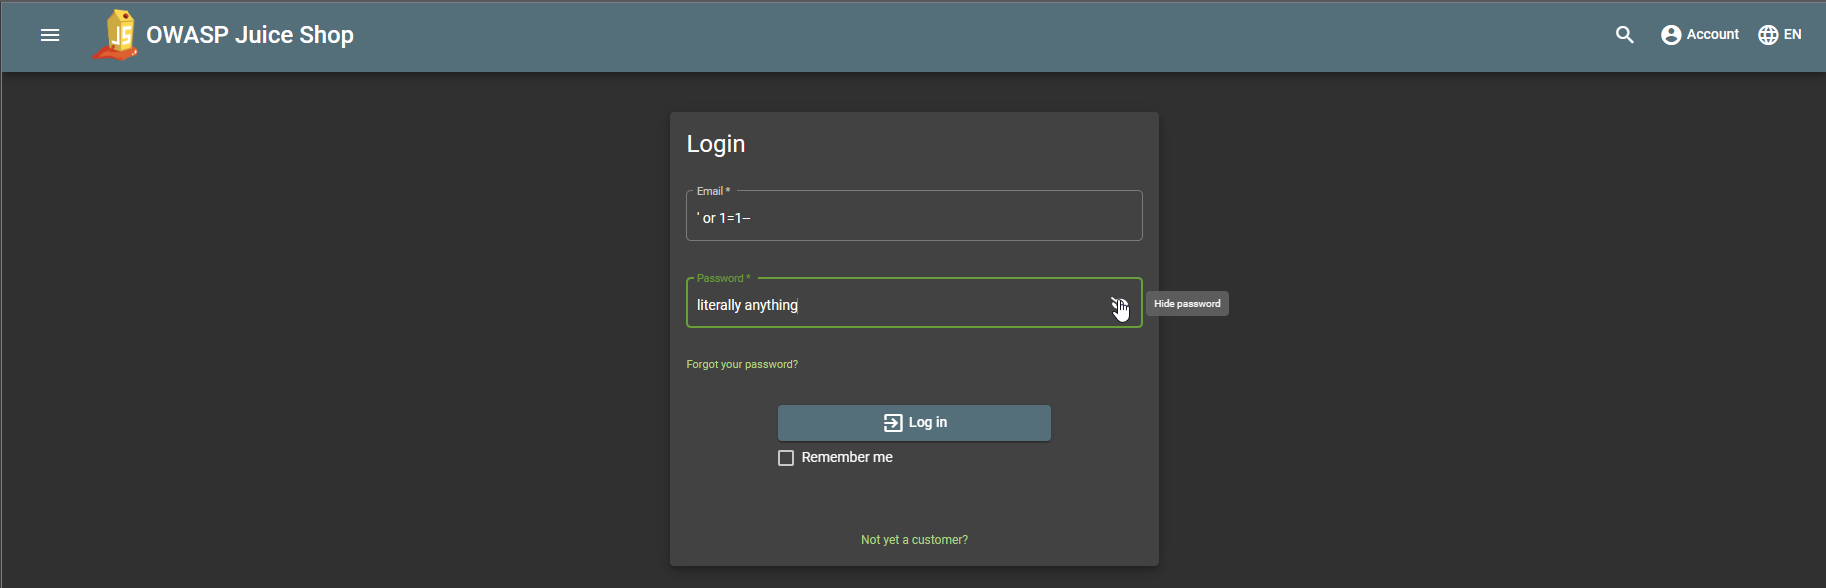 JS
OWASP Juice Shop
Account
EN
Login
Email *
' or 1=1--
Password *
literally anything
Hide password
Forgot your password?
Log in
Remember me
Not yet a customer?